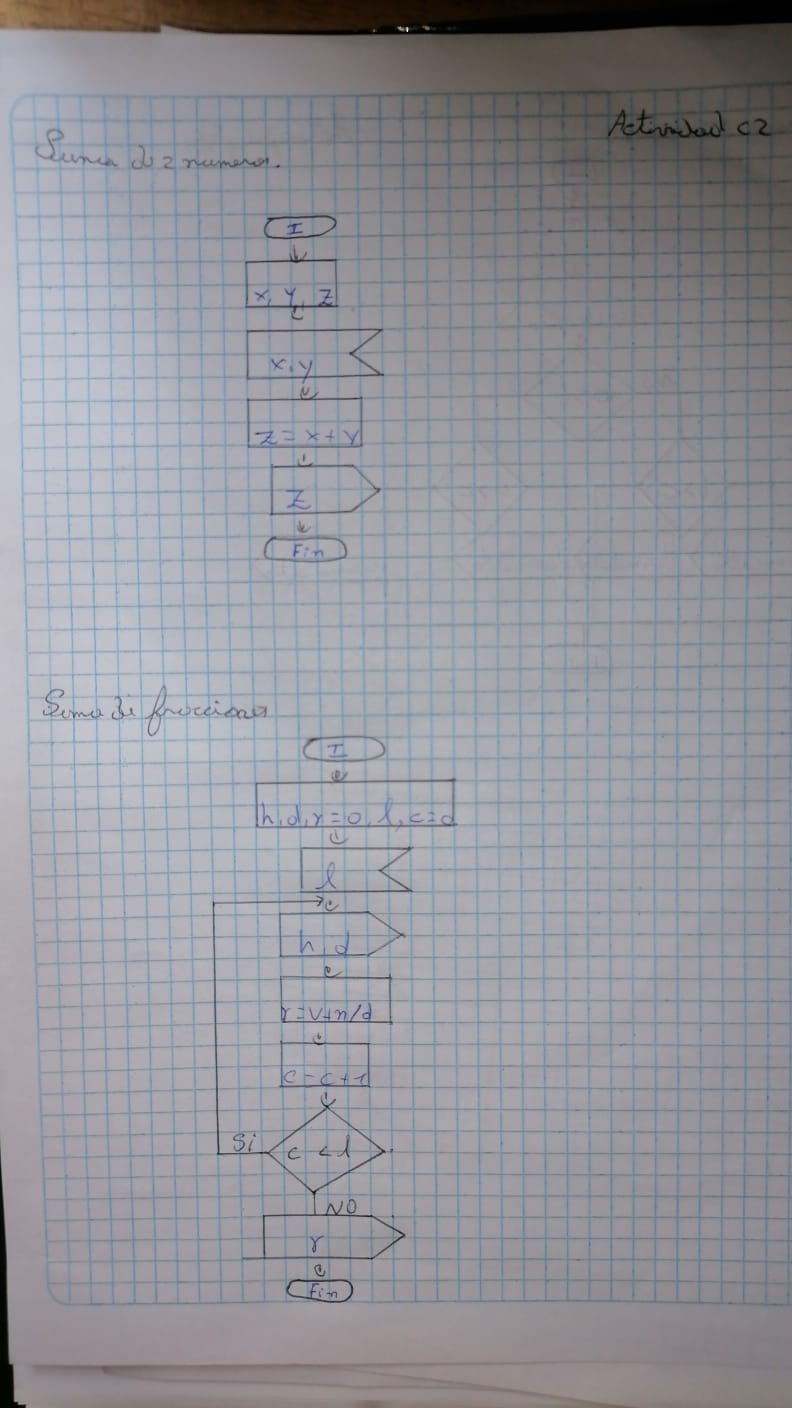 Actividad c2
Suma de 2 numeros.
I
x, y, z
x, y
z = x + y
z
Fin
Suma de fracciones
I
n, d, r = 0, l, c = 0
l
n, d
r = r + n/d
c = c + 1
Si
c < l
NO
r
Fin